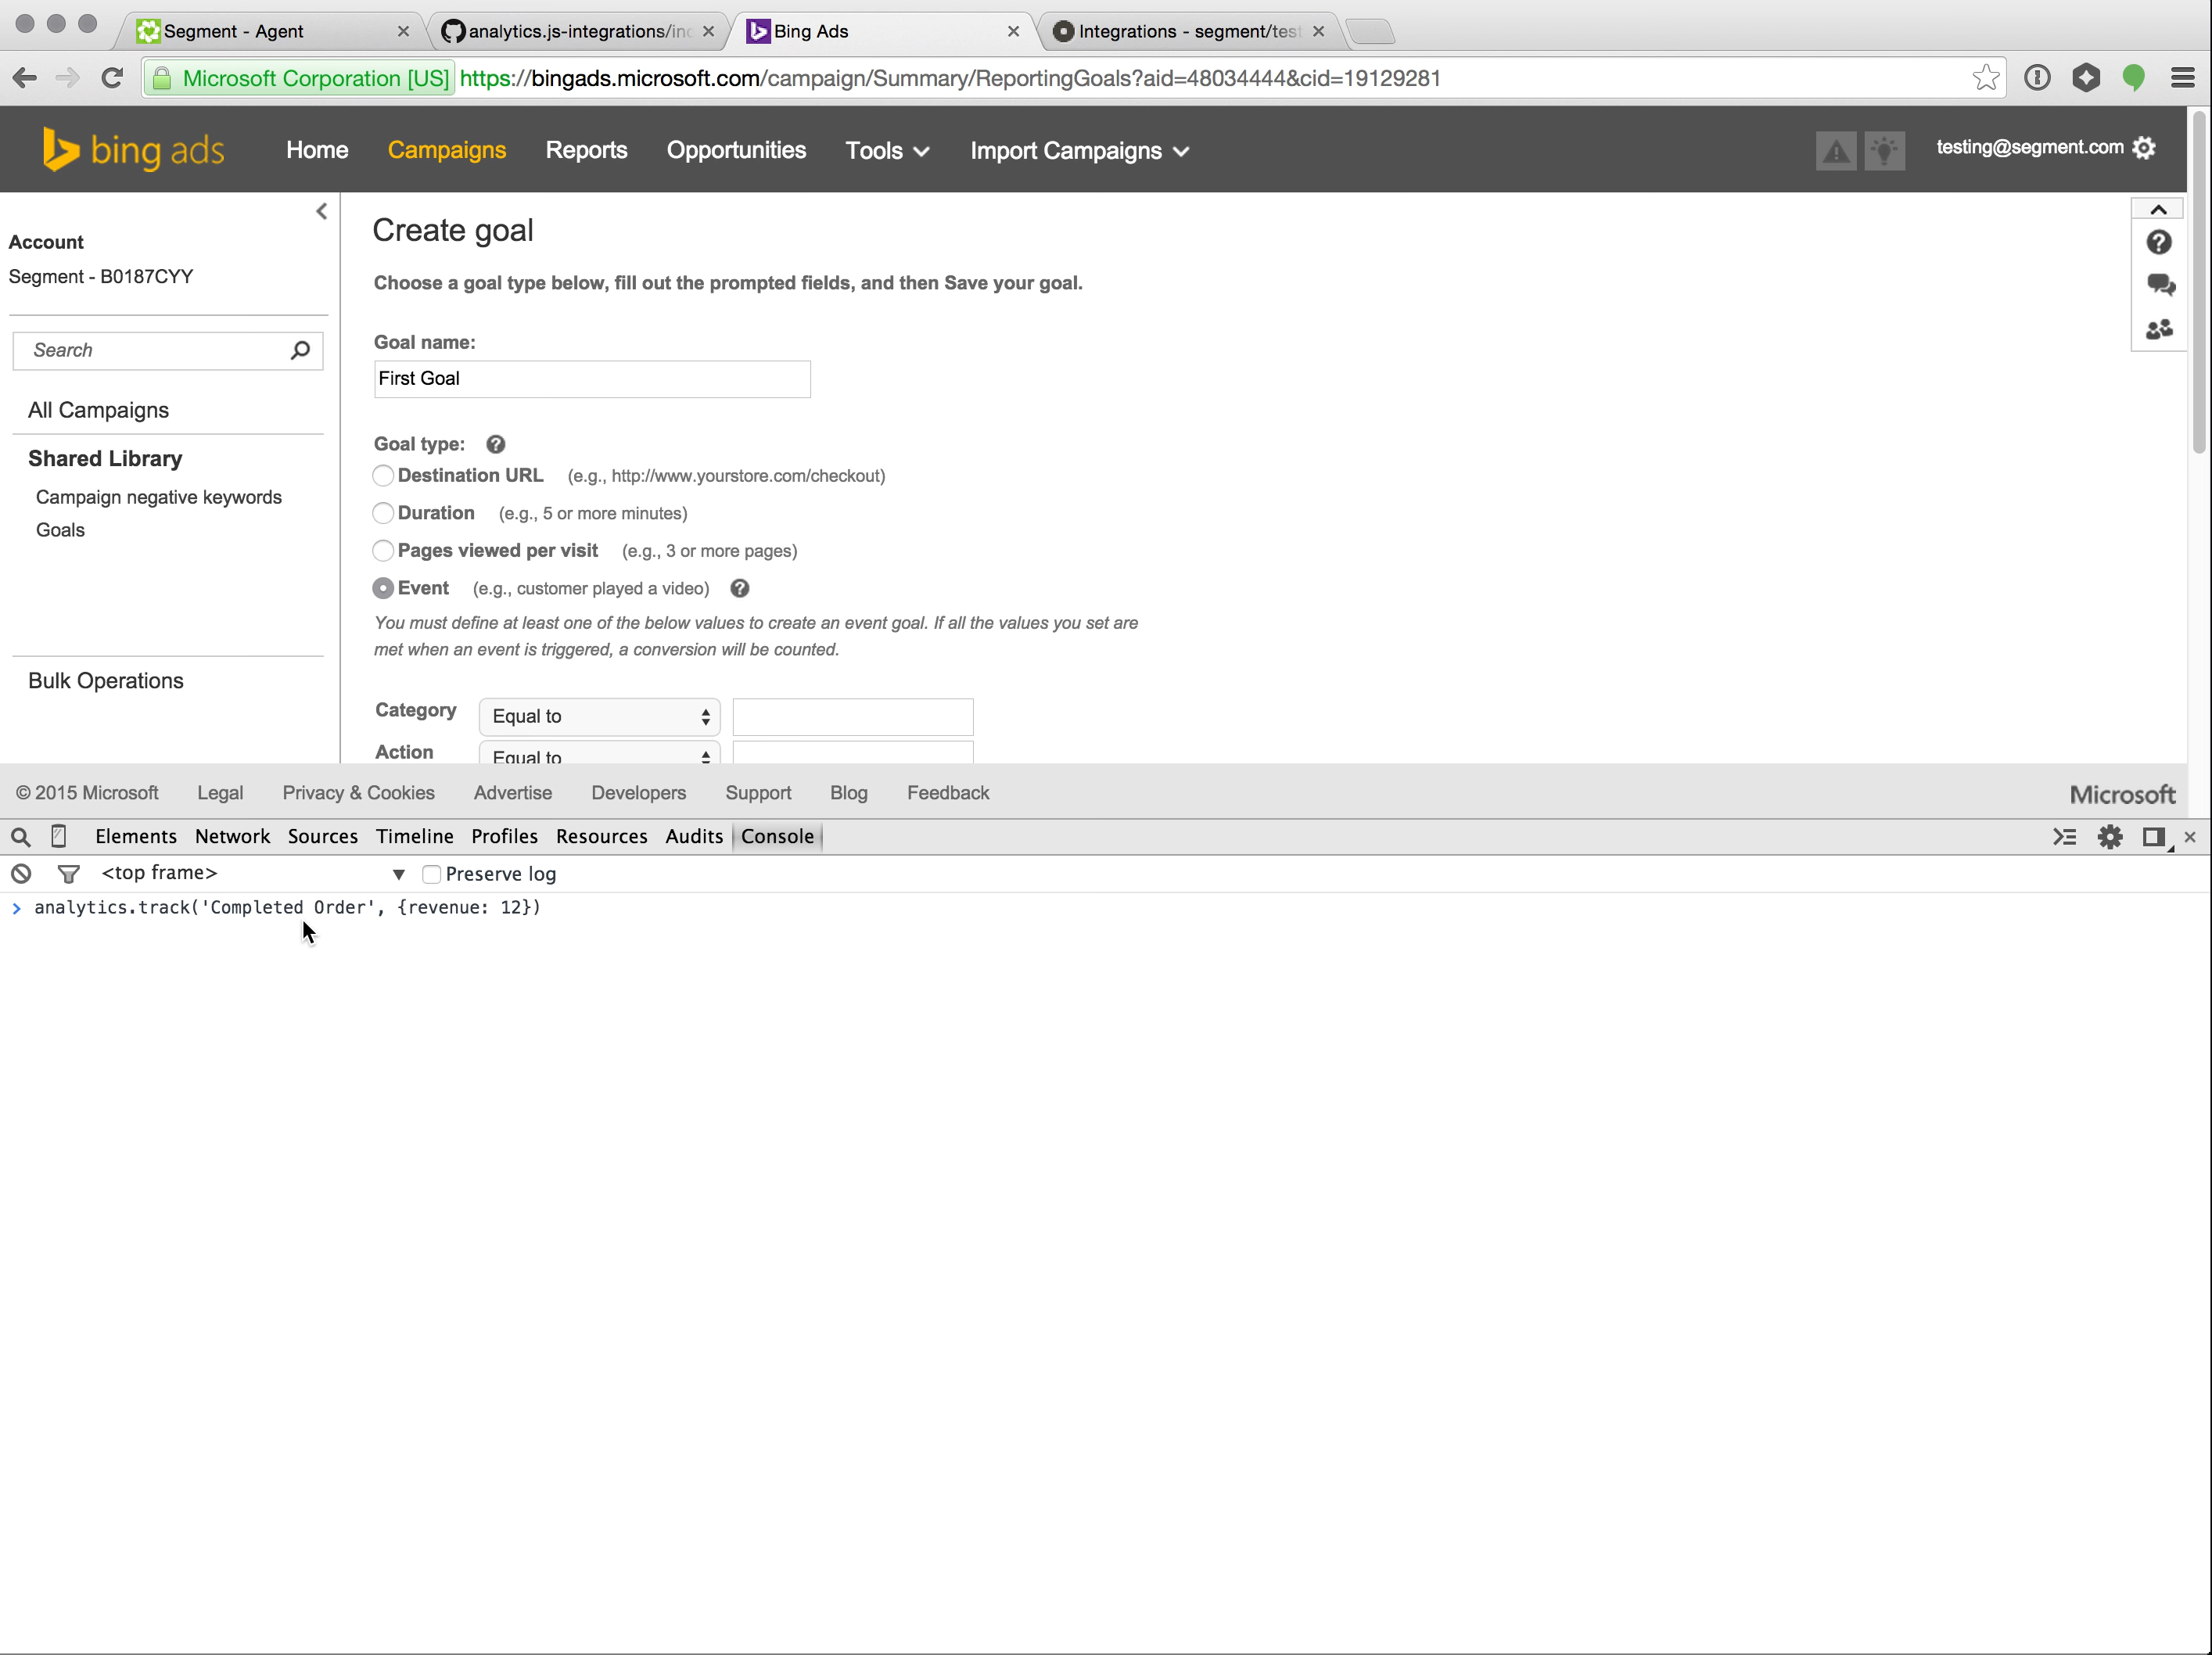 Segment - Agent
analytics.js-integrations/in
Bing Ads
Integrations - segment/test
Microsoft Corporation [US] https://bingads.microsoft.com/campaign/Summary/ReportingGoals?aid=48034444&cid=19129281
bing ads
Home
Campaigns
Reports
Opportunities
Tools
Import Campaigns
testing@segment.com
Account
Segment - B0187CYY
Search
All Campaigns
Shared Library
Campaign negative keywords
Goals
Bulk Operations
Create goal
Choose a goal type below, fill out the prompted fields, and then Save your goal.
Goal name:
First Goal
Goal type:
Destination URL (e.g., http://www.yourstore.com/checkout)
Duration (e.g., 5 or more minutes)
Pages viewed per visit (e.g., 3 or more pages)
Event (e.g., customer played a video)
You must define at least one of the below values to create an event goal. If all the values you set are
met when an event is triggered, a conversion will be counted.
Category Equal to
Action Equal to
© 2015 Microsoft Legal Privacy & Cookies Advertise Developers Support Blog Feedback Microsoft
Elements Network Sources Timeline Profiles Resources Audits Console
<top frame> Preserve log
analytics.track('Completed Order', {revenue: 12})